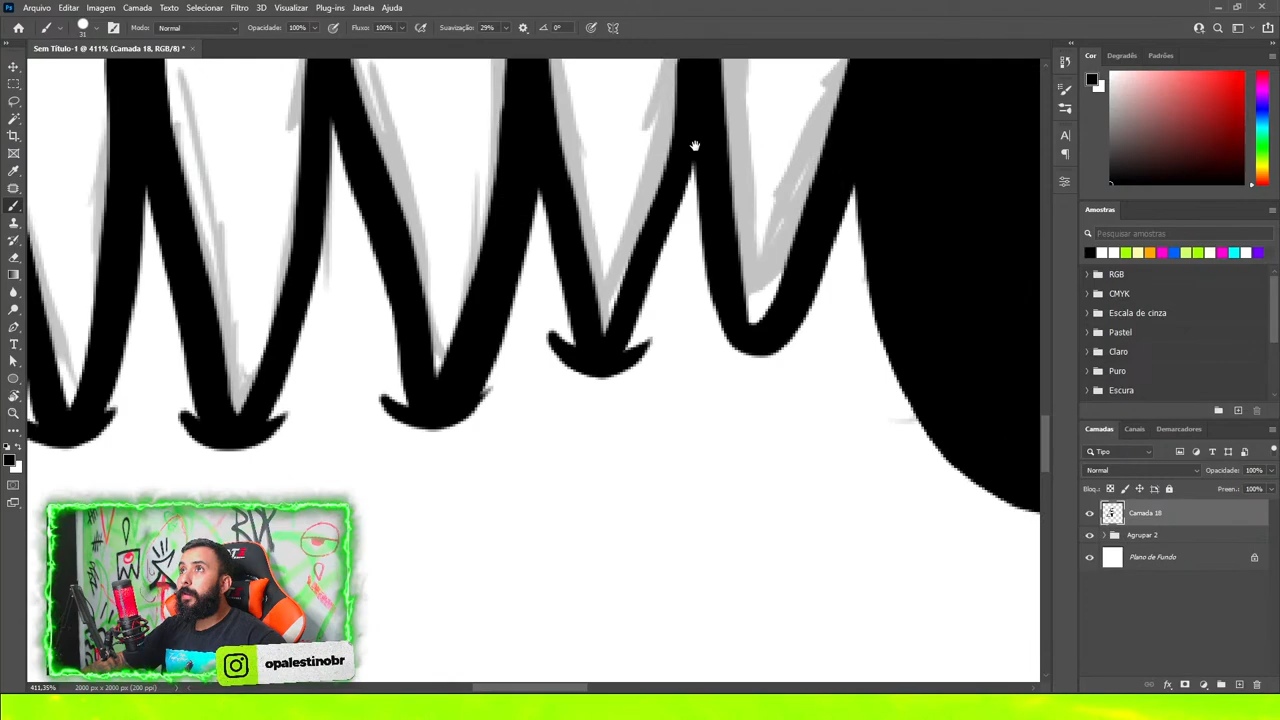 Arquivo Editar Imagem Camada Texto Selecionar Filtro 3D Visualizar Plug-ins Janela Ajuda
31 Modo: Normal Opacidade: 100% Fluxo: 100% Suavização: 29% 0°
Sem Título-1 @ 411% (Camada 18, RGB/8) *
Cor Degradês Padrões
Amostras
Pesquisar amostras
RGB
CMYK
Escala de cinza
Pastel
Claro
Puro
Escura
Camadas Canais Demarcadores
Tipo
Normal Opacidade: 100%
Bloq.: Preen.: 100%
Camada 18
Agrupar 2
Plano de Fundo
opalestinobr
411,35% 2000 px x 2000 px (200 ppi)